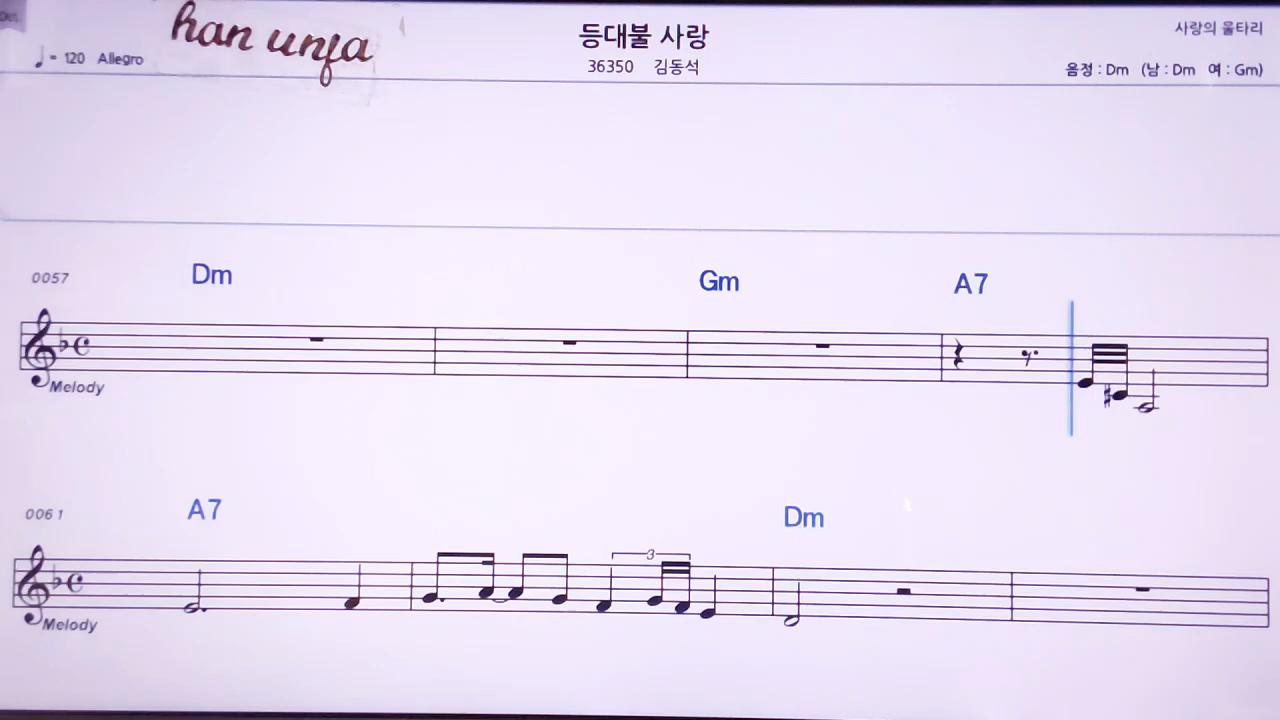 han unfa
등대불 사랑
사랑의 울타리
♩ = 120 Allegro
36350 김동석
음정 : Dm (남 : Dm 여 : Gm)
0057 Dm Gm A7
Melody
0061 A7 Dm
3
Melody